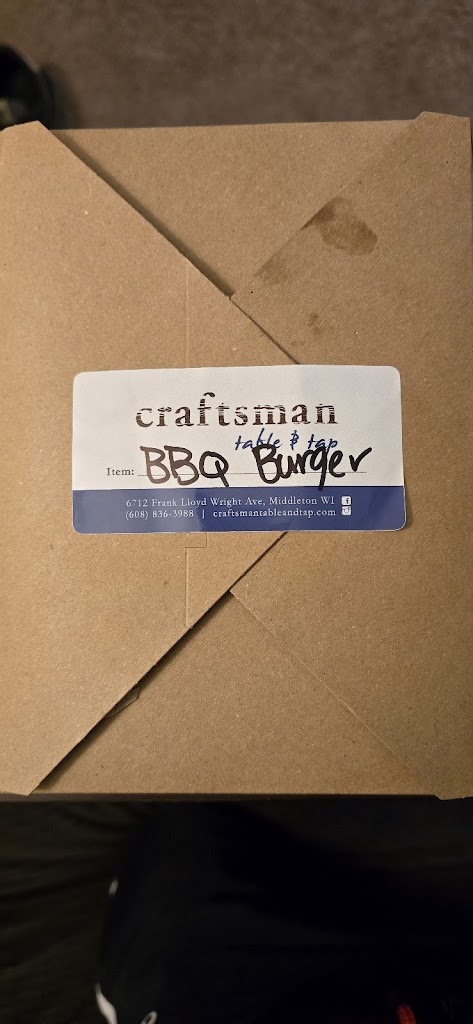 craftsman
table & tap
Item: BBQ Burger
6712 Frank Lloyd Wright Ave, Middleton WI
(608) 836-3988 | craftsmantableandtap.com